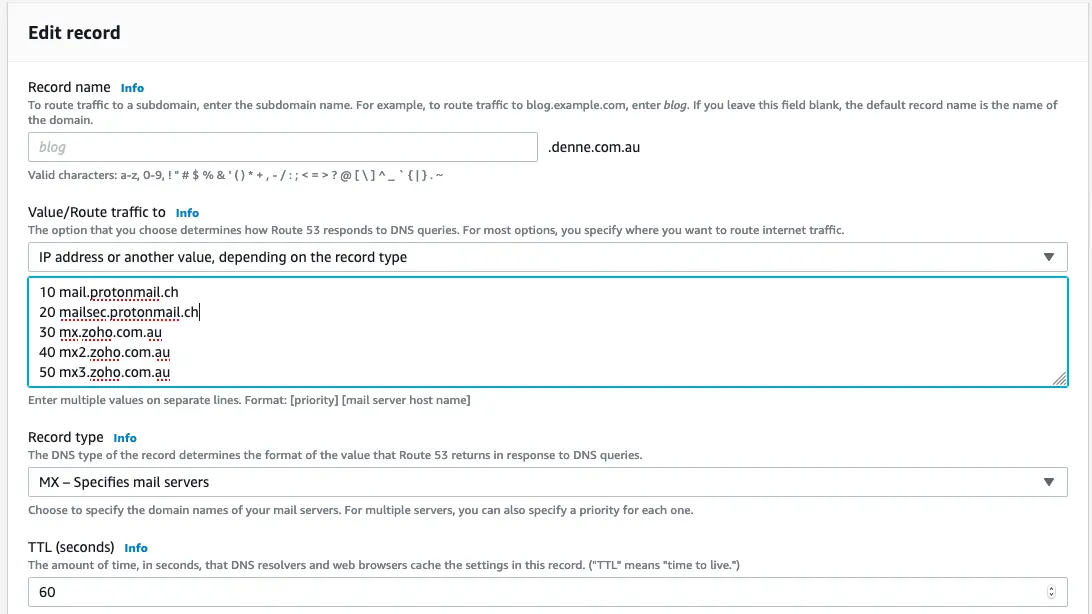 Edit record
Record name Info
To route traffic to a subdomain, enter the subdomain name. For example, to route traffic to blog.example.com, enter blog. If you leave this field blank, the default record name is the name of
the domain.
blog .denne.com.au
Valid characters: a-z, 0-9, ! " # $ % & ' ( ) * + , - / : ; < = > ? @ [ \ ] ^ _ ` { | } . ~
Value/Route traffic to Info
The option that you choose determines how Route 53 responds to DNS queries. For most options, you specify where you want to route internet traffic.
IP address or another value, depending on the record type
10 mail.protonmail.ch
20 mailsec.protonmail.ch
30 mx.zoho.com.au
40 mx2.zoho.com.au
50 mx3.zoho.com.au
Enter multiple values on separate lines. Format: [priority] [mail server host name]
Record type Info
The DNS type of the record determines the format of the value that Route 53 returns in response to DNS queries.
MX – Specifies mail servers
Choose to specify the domain names of your mail servers. For multiple servers, you can also specify a priority for each one.
TTL (seconds) Info
The amount of time, in seconds, that DNS resolvers and web browsers cache the settings in this record. ("TTL" means "time to live.")
60